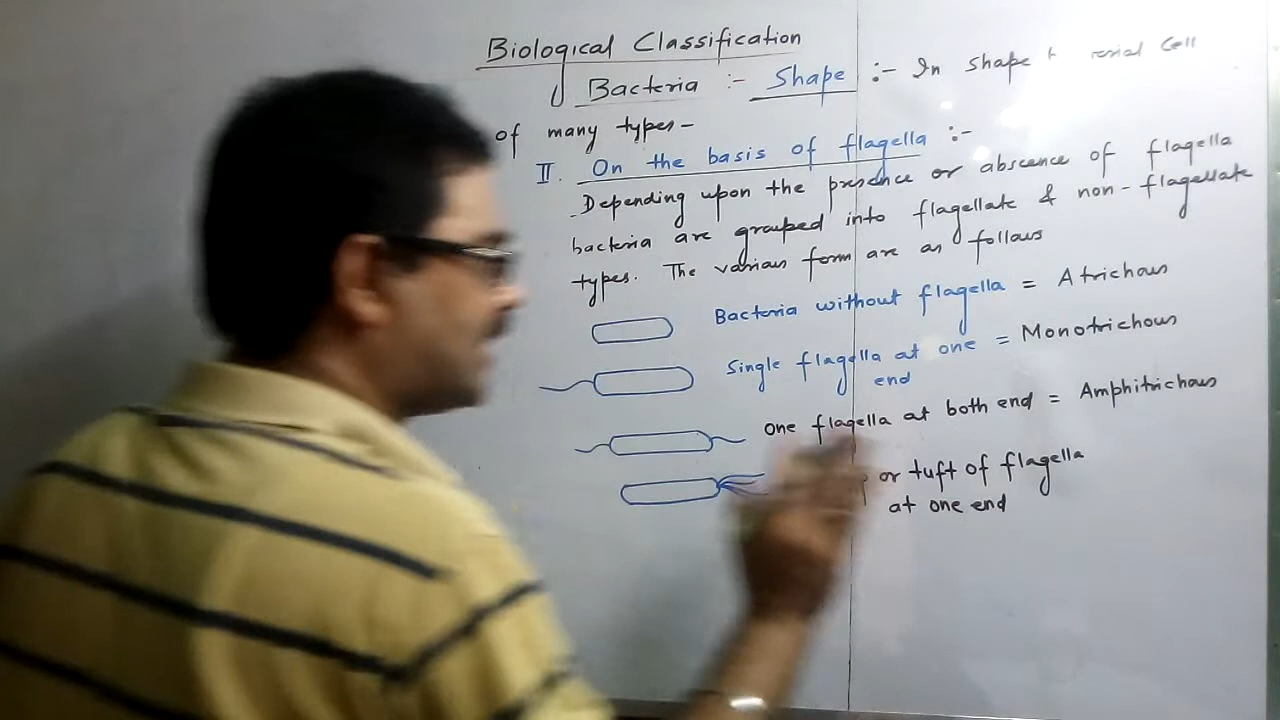 Biological Classification
Bacteria :- Shape :- In shape Cell
of many types-
II. On the basis of flagella :-
Depending upon the presence or abscence of flagella
bacteria are grouped into flagellate & non-flagellate
types. The various form are as follows
Bacteria without flagella = Atrichous
Single flagella at one = Monotrichous
end
one flagella at both end = Amphitrichous
or tuft of flagella
at one end